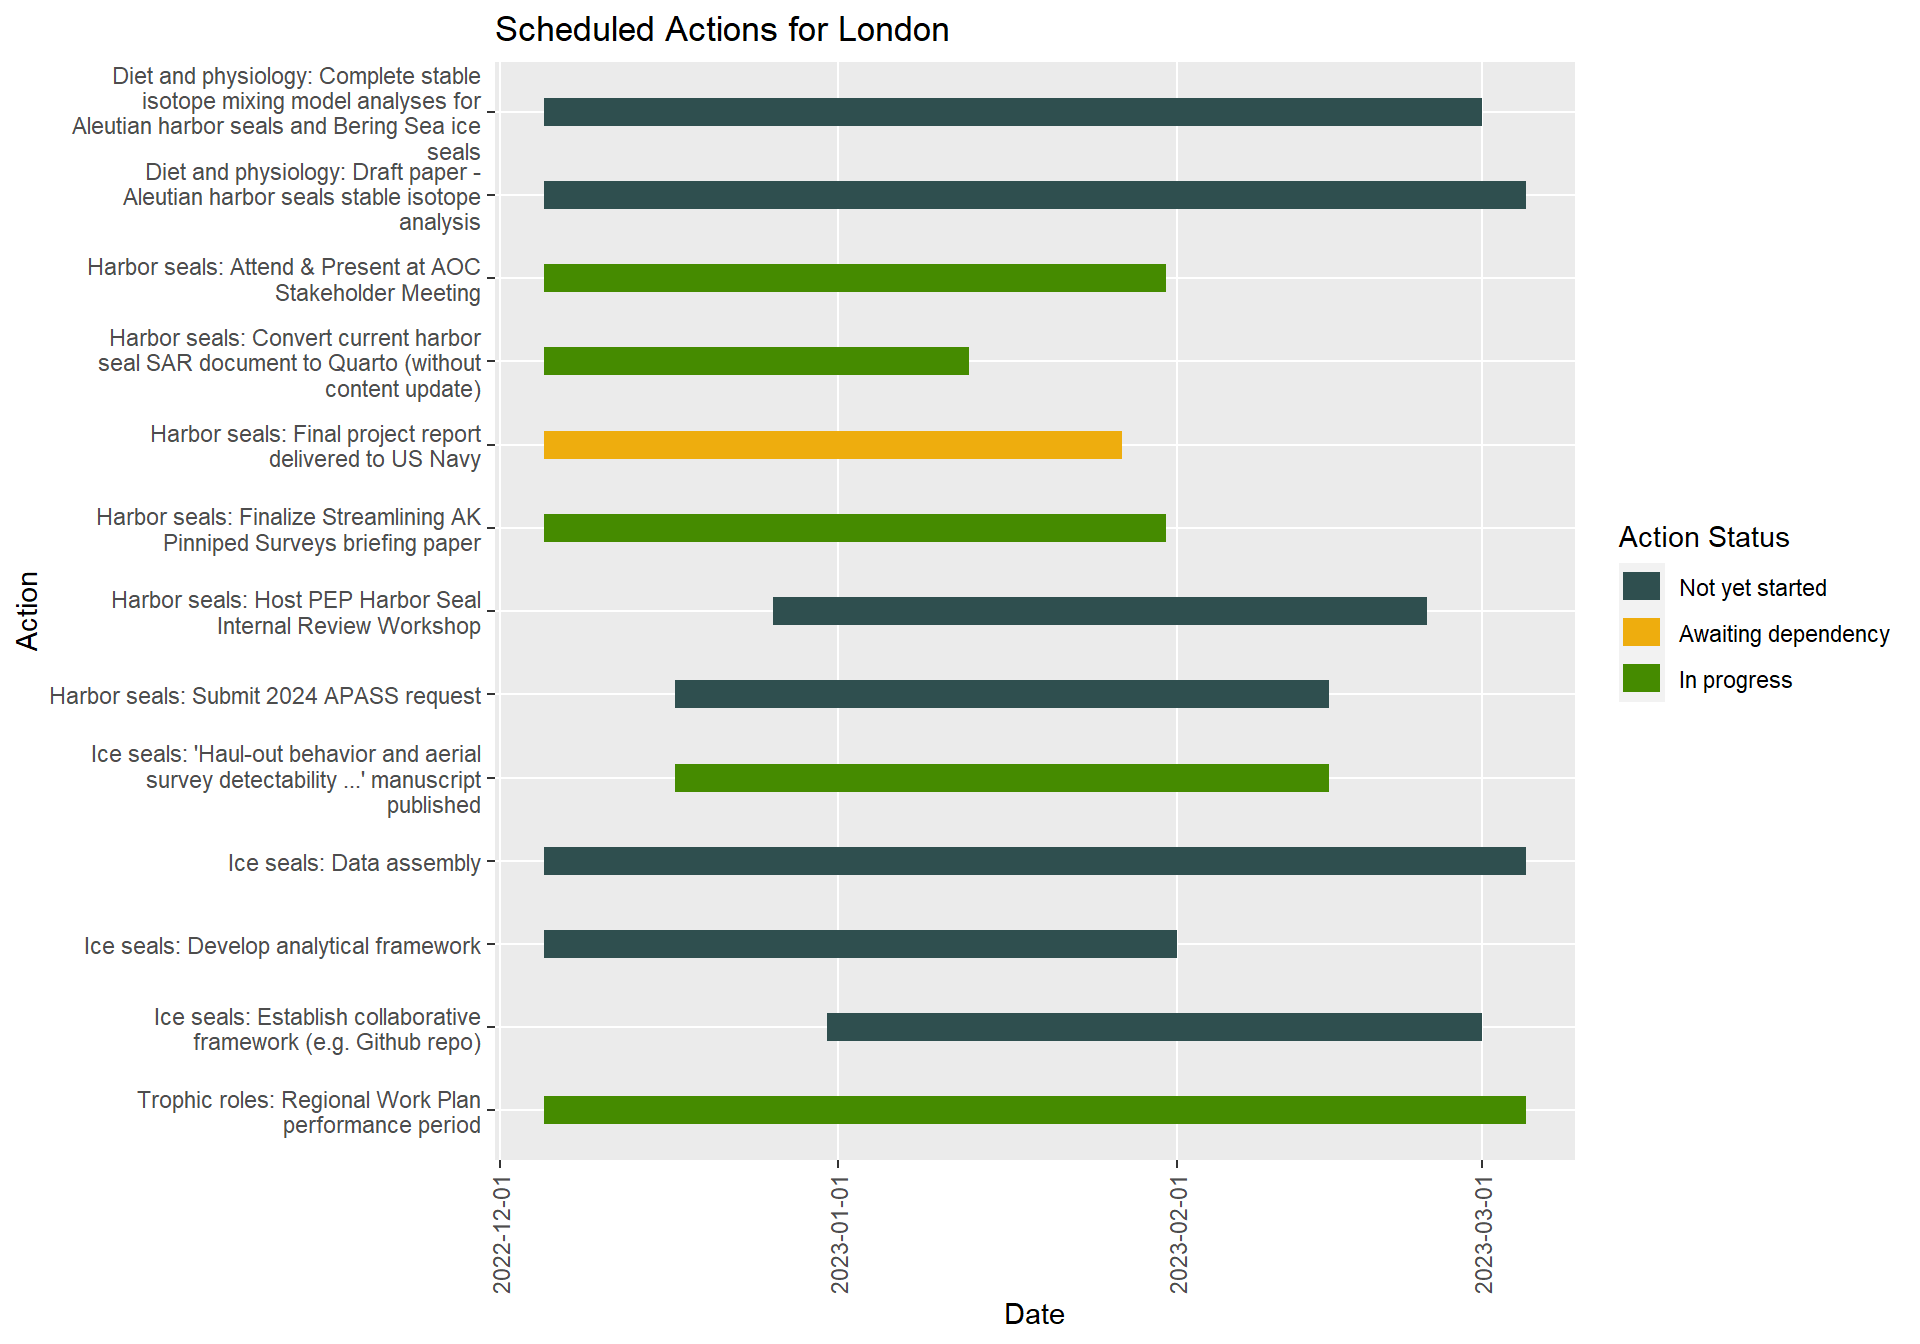 Scheduled Actions for London
Diet and physiology: Complete stable
isotope mixing model analyses for
Aleutian harbor seals and Bering Sea ice
seals
Diet and physiology: Draft paper -
Aleutian harbor seals stable isotope
analysis
Harbor seals: Attend & Present at AOC
Stakeholder Meeting
Harbor seals: Convert current harbor
seal SAR document to Quarto (without
content update)
Harbor seals: Final project report
delivered to US Navy
Harbor seals: Finalize Streamlining AK
Pinniped Surveys briefing paper
Harbor seals: Host PEP Harbor Seal
Internal Review Workshop
Harbor seals: Submit 2024 APASS request
Ice seals: 'Haul-out behavior and aerial
survey detectability ...' manuscript
published
Ice seals: Data assembly
Ice seals: Develop analytical framework
Ice seals: Establish collaborative
framework (e.g. Github repo)
Trophic roles: Regional Work Plan
performance period
Action
2022-12-01
2023-01-01
2023-02-01
2023-03-01
Date
Action Status
Not yet started
Awaiting dependency
In progress